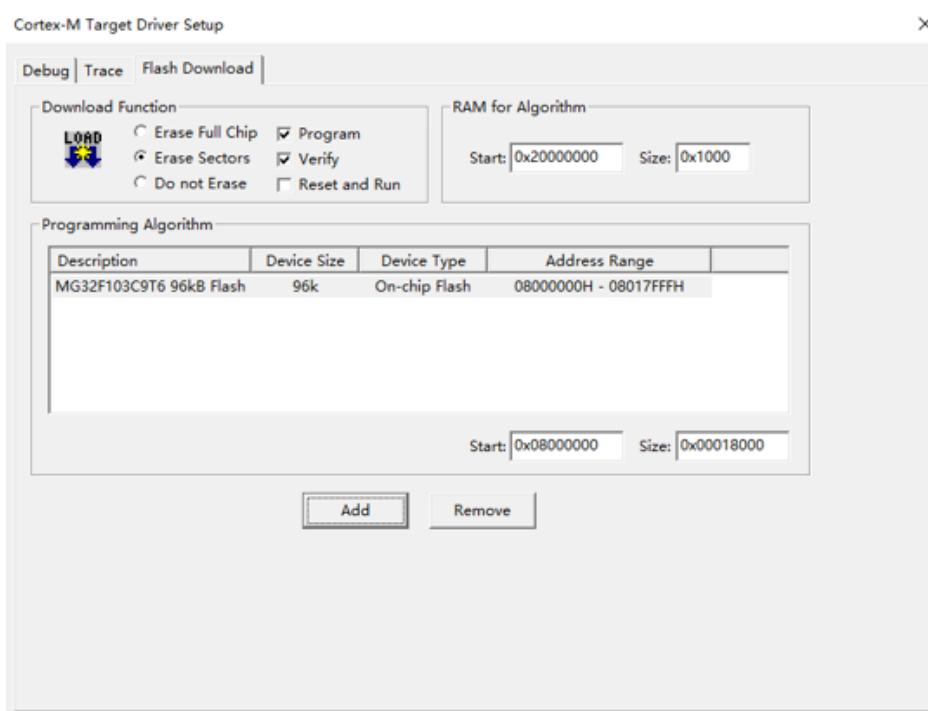 Cortex-M Target Driver Setup
Debug Trace Flash Download
Download Function
LOAD
Erase Full Chip Program
Erase Sectors Verify
Do not Erase Reset and Run
RAM for Algorithm
Start: 0x20000000 Size: 0x1000
Programming Algorithm
Description Device Size Device Type Address Range
MG32F103C9T6 96kB Flash 96k On-chip Flash 08000000H - 08017FFFH
Start: 0x08000000 Size: 0x00018000
Add Remove